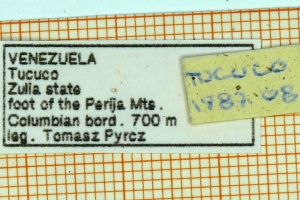 VENEZUELA
Tucuco
Zulia state
foot of the Perija Mts.
Columbian bord. 700 m
leg. Tomasz Pyrcz
TUCUCO
1987.08